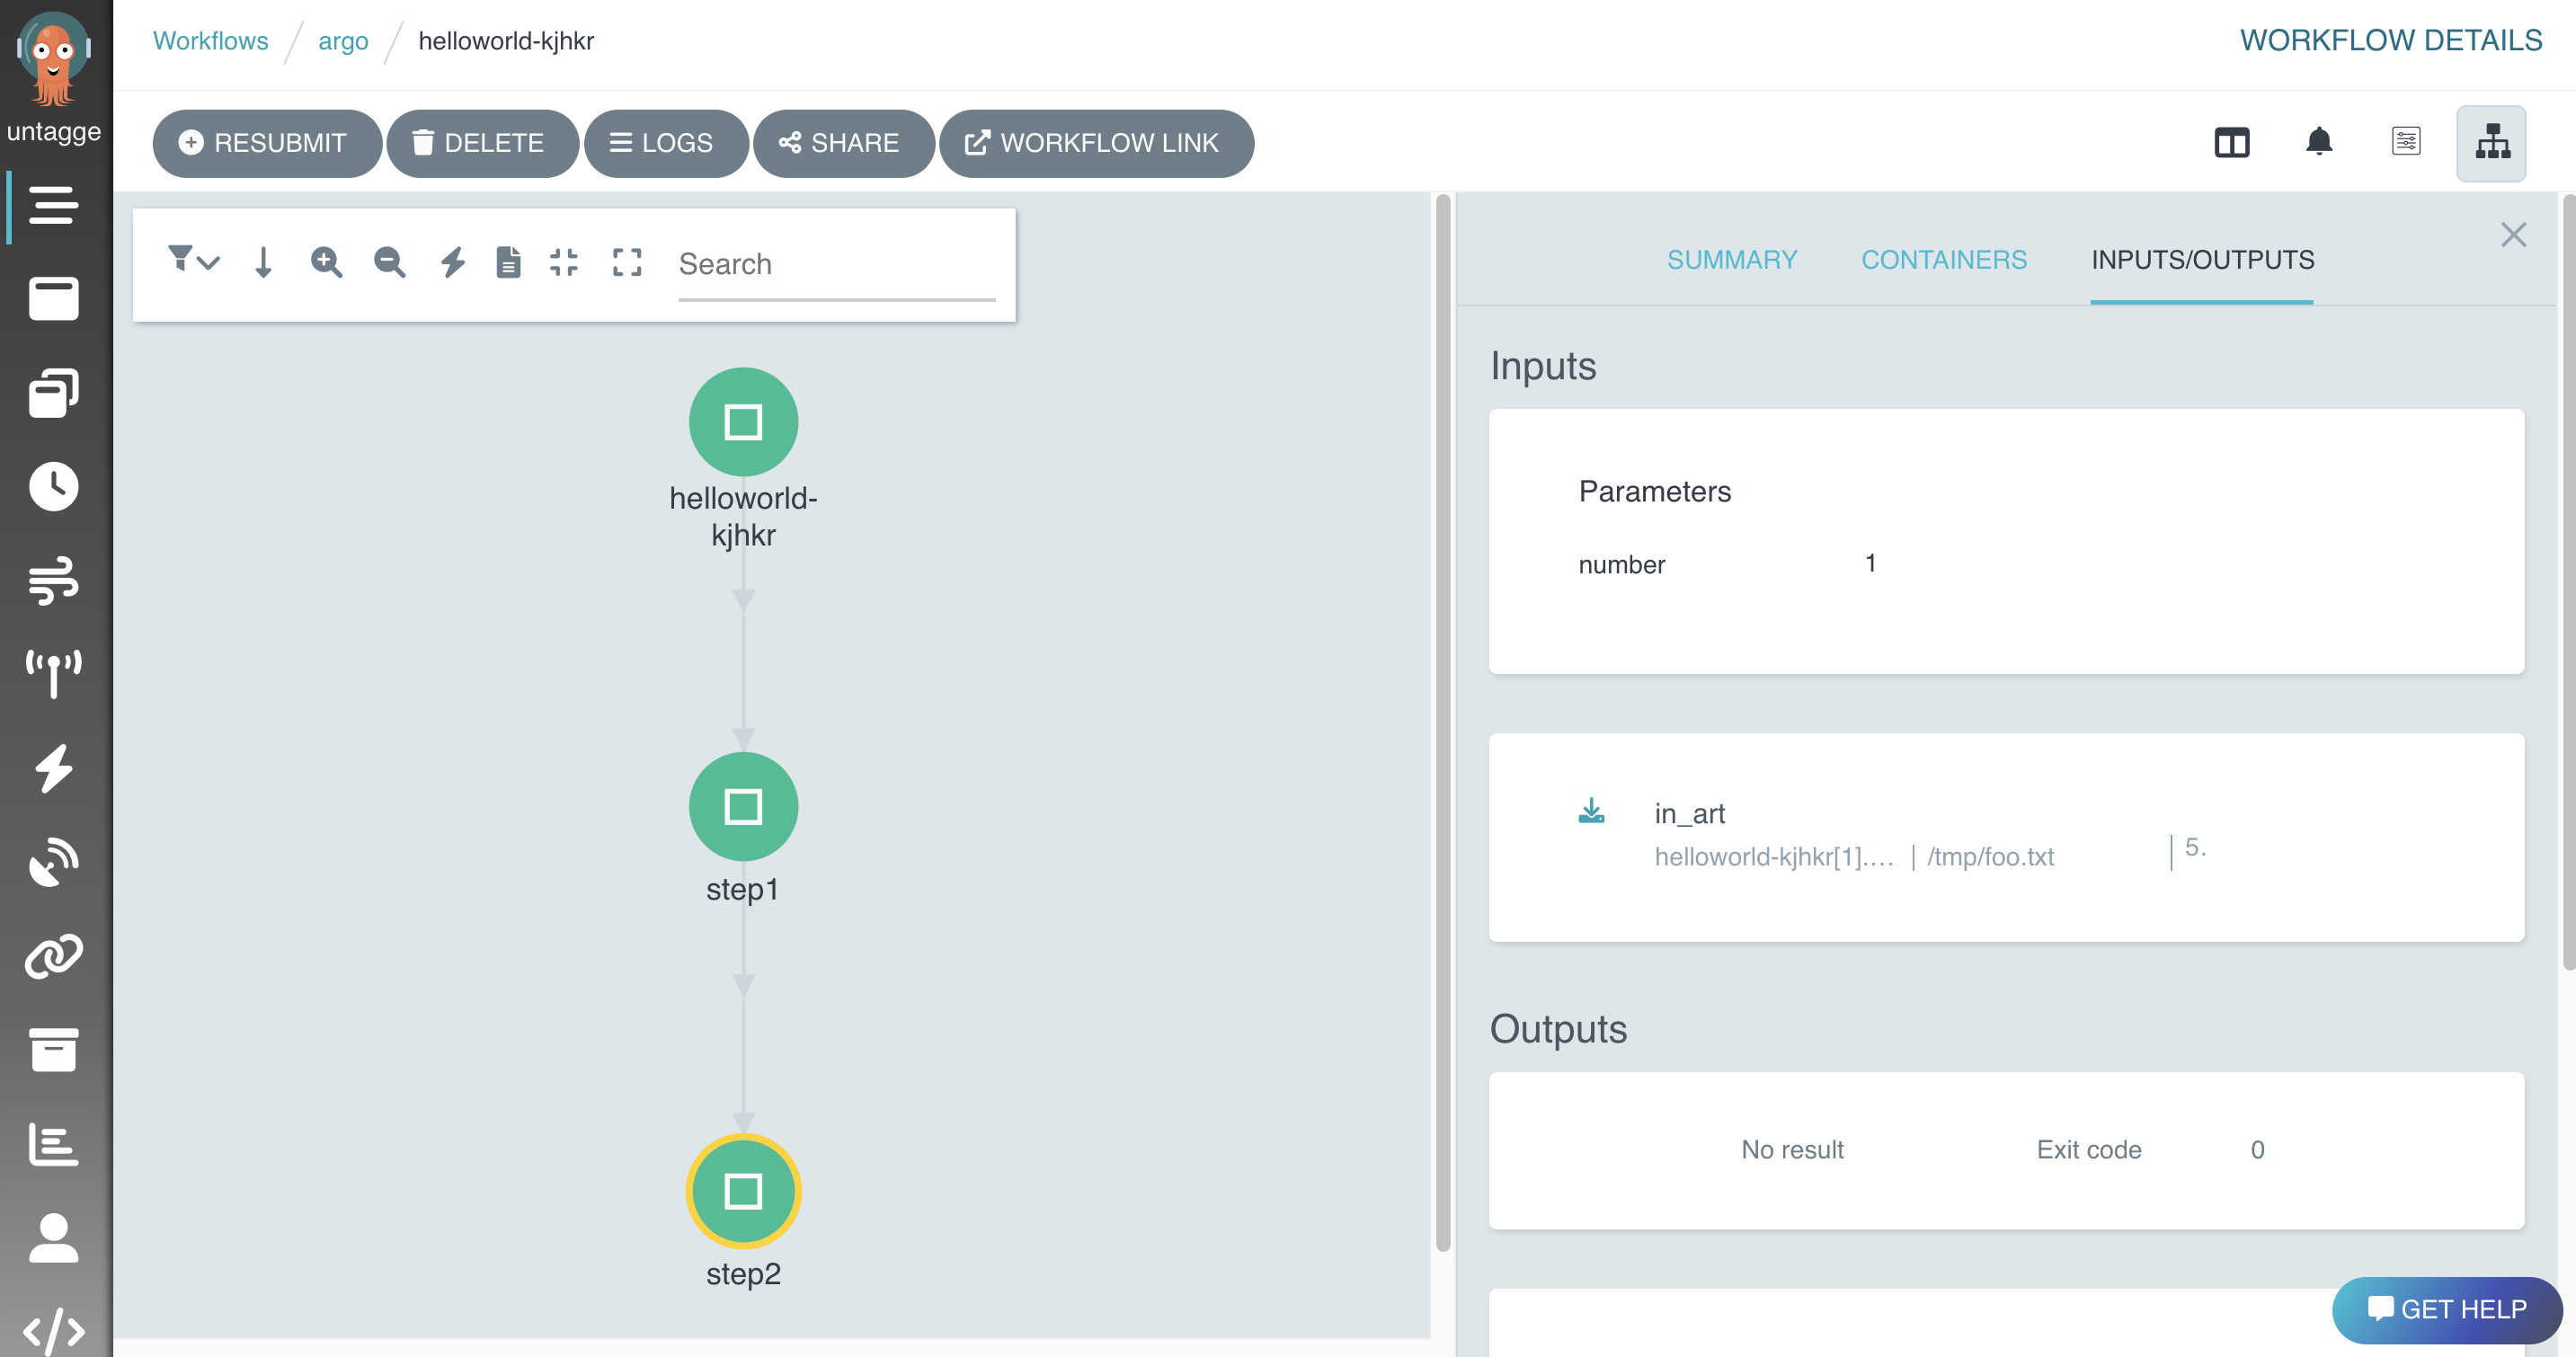 untagge
Workflows / argo / helloworld-kjhkr
WORKFLOW DETAILS
RESUBMIT
DELETE
LOGS
SHARE
WORKFLOW LINK
Search
helloworld-
kjhkr
step1
step2
SUMMARY
CONTAINERS
INPUTS/OUTPUTS
Inputs
Parameters
number 1
in_art
helloworld-kjhkr[1].... | /tmp/foo.txt | 5.
Outputs
No result Exit code 0
GET HELP